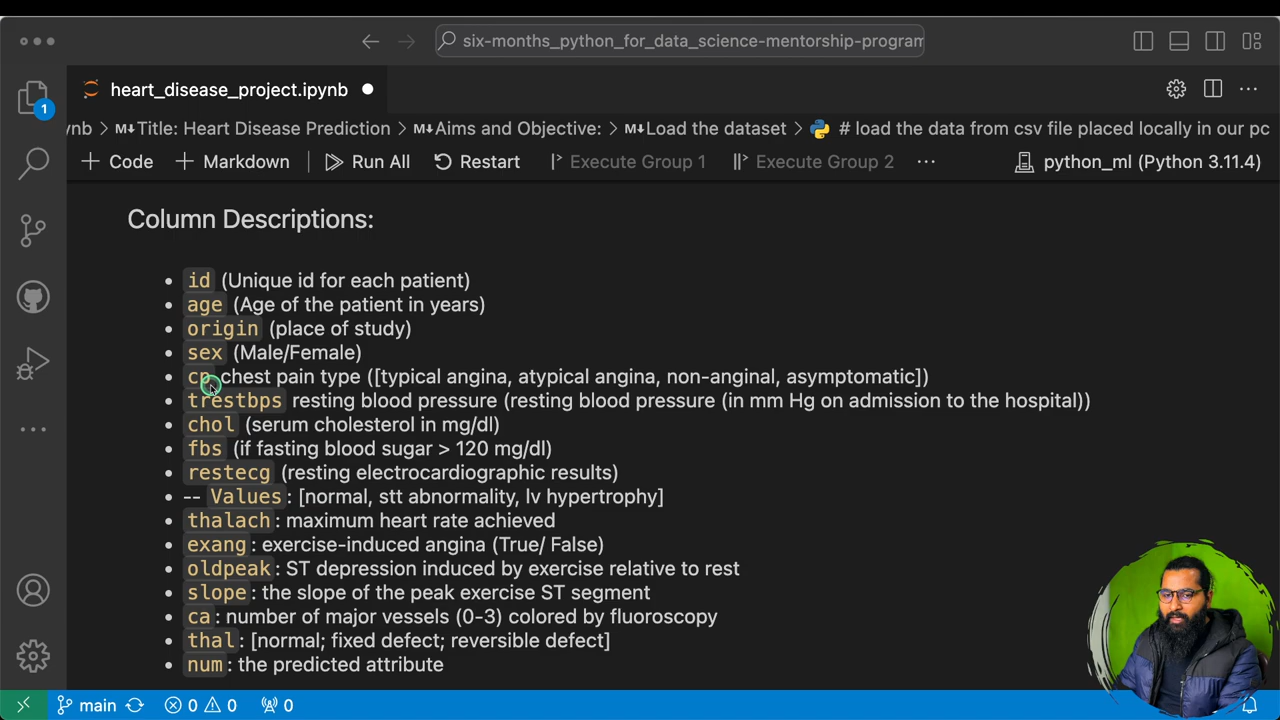 six-months_python_for_data_science-mentorship-program
1
heart_disease_project.ipynb
ynb > Title: Heart Disease Prediction > Aims and Objective: > Load the dataset > # load the data from csv file placed locally in our pc
+ Code + Markdown Run All Restart Execute Group 1 Execute Group 2 ... python_ml (Python 3.11.4)
Column Descriptions:
• id (Unique id for each patient)
• age (Age of the patient in years)
• origin (place of study)
• sex (Male/Female)
• cp chest pain type ([typical angina, atypical angina, non-anginal, asymptomatic])
• trestbps resting blood pressure (resting blood pressure (in mm Hg on admission to the hospital))
• chol (serum cholesterol in mg/dl)
• fbs (if fasting blood sugar > 120 mg/dl)
• restecg (resting electrocardiographic results)
• -- Values: [normal, stt abnormality, lv hypertrophy]
• thalach: maximum heart rate achieved
• exang: exercise-induced angina (True/ False)
• oldpeak: ST depression induced by exercise relative to rest
• slope: the slope of the peak exercise ST segment
• ca: number of major vessels (0-3) colored by fluoroscopy
• thal: [normal; fixed defect; reversible defect]
• num: the predicted attribute
main 0 0 0